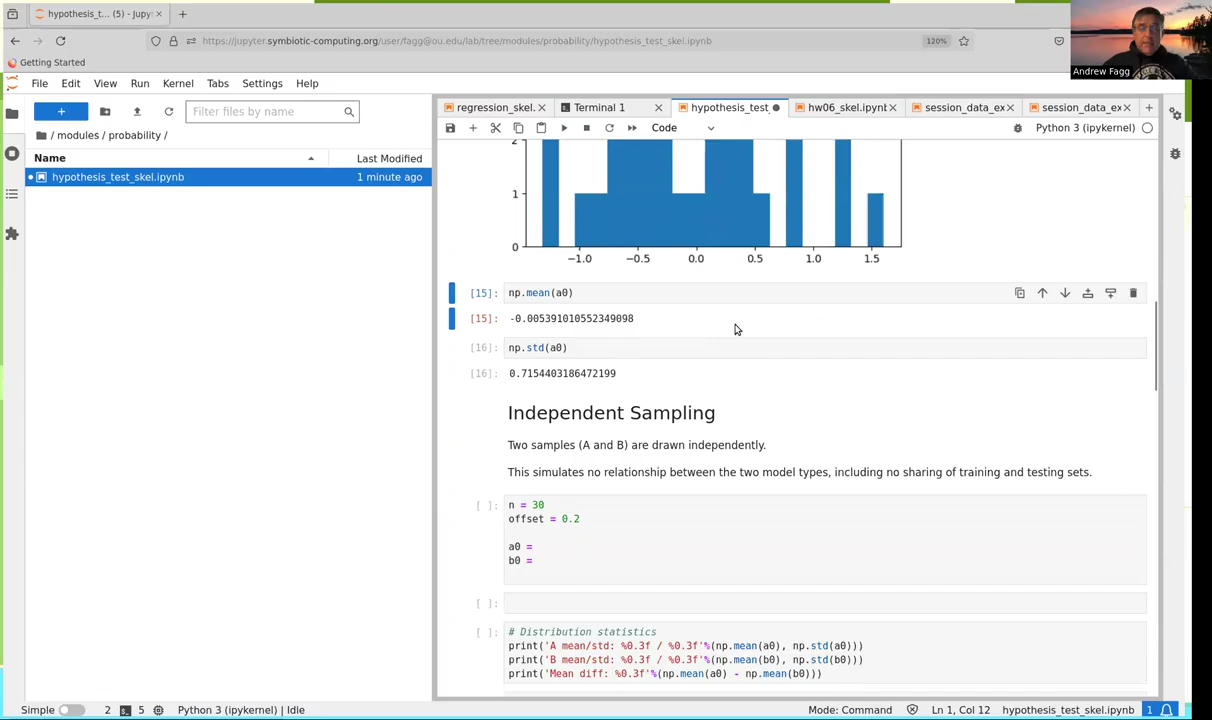 hypothesis_t... (5) - Jupyt
https://jupyter.symbiotic-computing.org/user/fagg@ou.edu/lab/tree/modules/probability/hypothesis_test_skel.ipynb
120%
Getting Started
Andrew Fagg
File Edit View Run Kernel Tabs Settings Help
Filter files by name
/ modules / probability /
Name Last Modified
hypothesis_test_skel.ipynb 1 minute ago
regression_skel. Terminal 1 hypothesis_test_ hw06_skel.ipynb session_data_ex session_data_ex
Code
Python 3 (ipykernel)
2
1
0
−1.0 −0.5 0.0 0.5 1.0 1.5
[15]: np.mean(a0)
[15]: -0.005391010552349098
[16]: np.std(a0)
[16]: 0.7154403186472199
Independent Sampling
Two samples (A and B) are drawn independently.
This simulates no relationship between the two model types, including no sharing of training and testing sets.
[ ]: n = 30
offset = 0.2
a0 =
b0 =
[ ]:
[ ]: # Distribution statistics
print('A mean/std: %0.3f / %0.3f'%(np.mean(a0), np.std(a0)))
print('B mean/std: %0.3f / %0.3f'%(np.mean(b0), np.std(b0)))
print('Mean diff: %0.3f'%(np.mean(a0) - np.mean(b0)))
Simple 2 5 Python 3 (ipykernel) | Idle
Mode: Command Ln 1, Col 12 hypothesis_test_skel.ipynb 1